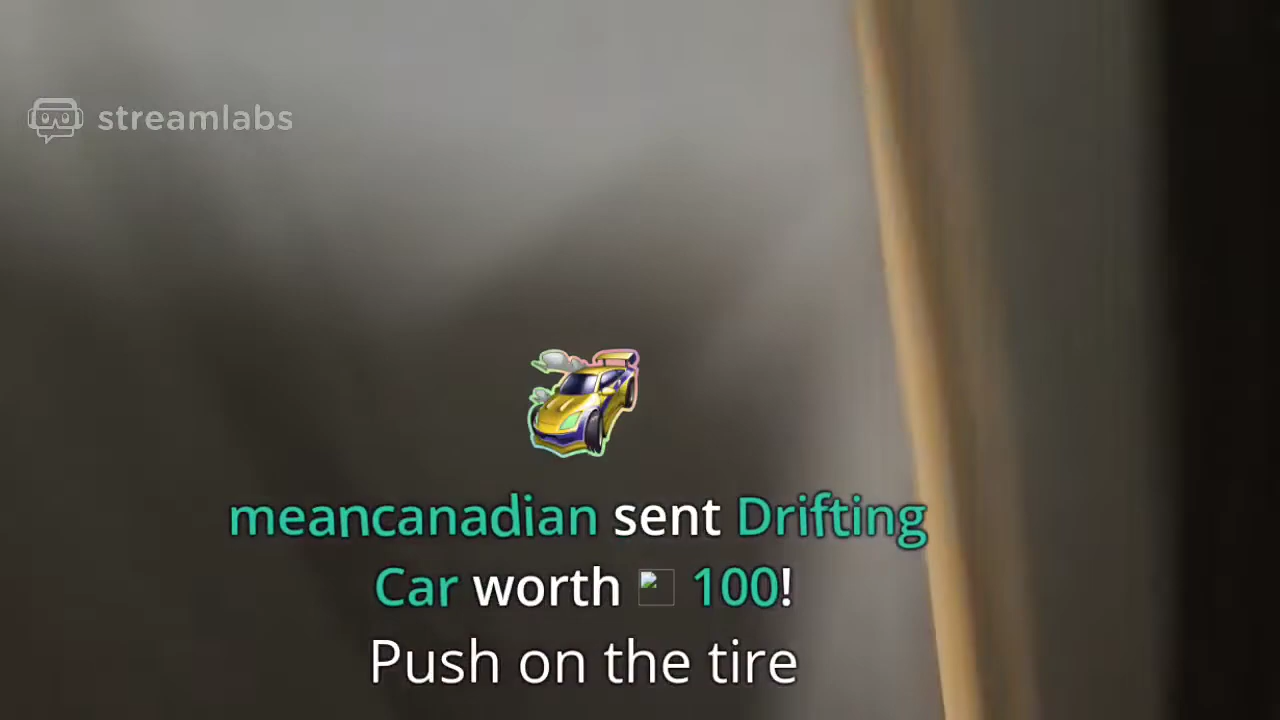 streamlabs
meancanadian sent Drifting
Car worth 100!
Push on the tire